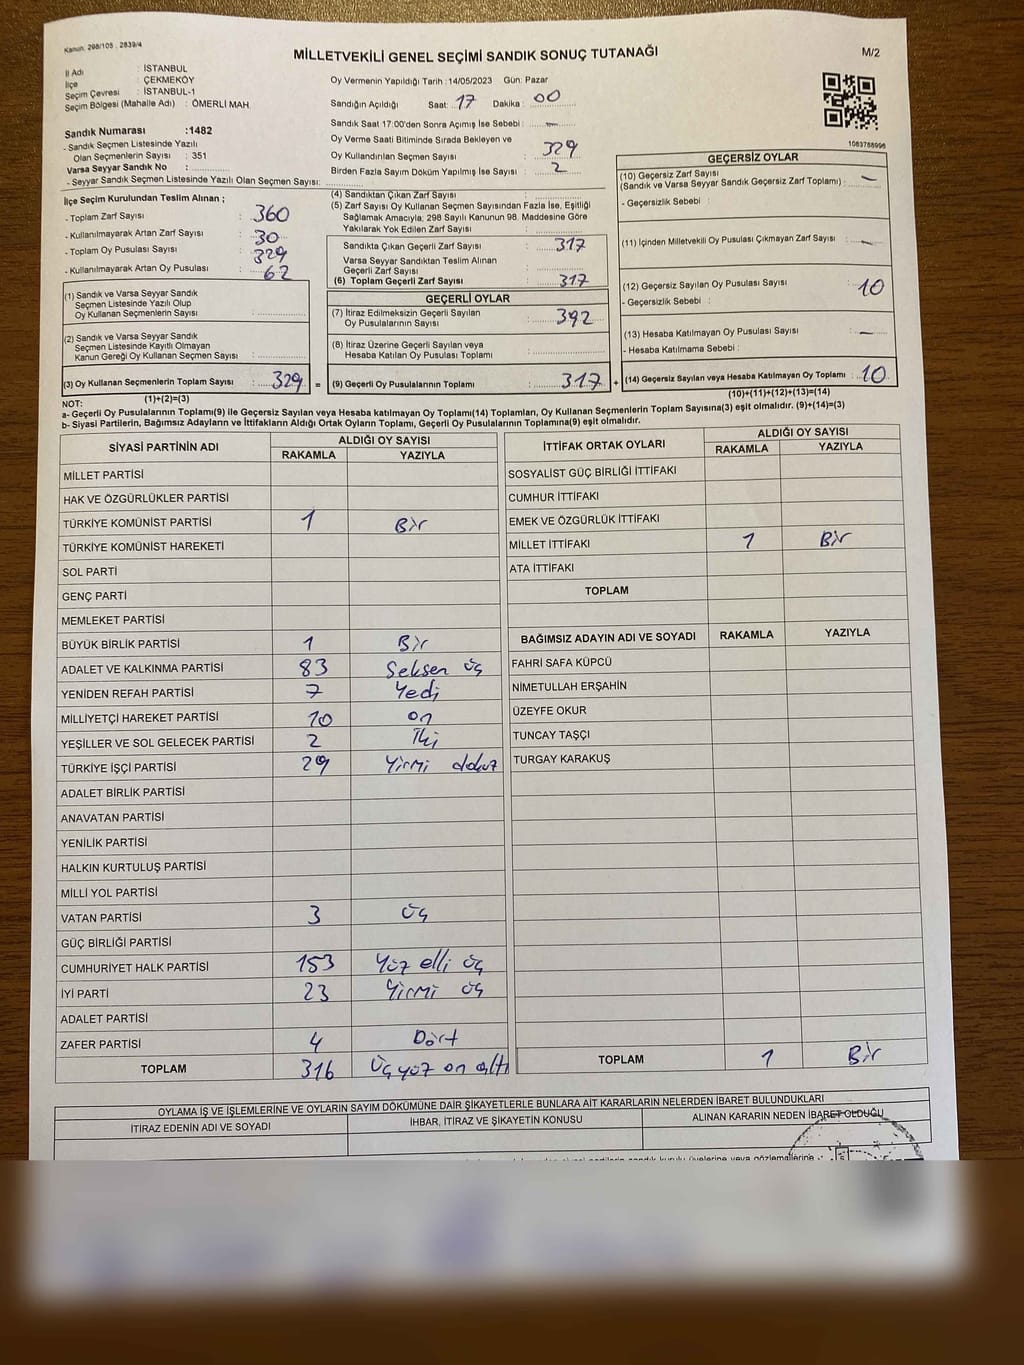 Kanun: 298/105 , 2839/4
MİLLETVEKİLİ GENEL SEÇİMİ SANDIK SONUÇ TUTANAĞI
M/2
İl Adı : İSTANBUL
İlçe : ÇEKMEKÖY
Seçim Çevresi : İSTANBUL-1
Seçim Bölgesi (Mahalle Adı) : ÖMERLİ MAH.
Oy Vermenin Yapıldığı Tarih : 14/05/2023 Gün: Pazar
Sandığın Açıldığı Saat: 17 Dakika : 00
Sandık Saat 17:00'den Sonra Açımış İse Sebebi : —
Oy Verme Saati Bitiminde Sırada Bekleyen ve
Oy Kullandırılan Seçmen Sayısı : 329
Birden Fazla Sayım Döküm Yapılmış İse Sayısı : 2
1083788996
Sandık Numarası :1482
- Sandık Seçmen Listesinde Yazılı
Olan Seçmenlerin Sayısı : 351
Varsa Seyyar Sandık No :
- Seyyar Sandık Seçmen Listesinde Yazılı Olan Seçmen Sayısı:
İlçe Seçim Kurulundan Teslim Alınan ;
- Toplam Zarf Sayısı : 360
- Kullanılmayarak Artan Zarf Sayısı : 30
- Toplam Oy Pusulası Sayısı : 329
- Kullanılmayarak Artan Oy Pusulası : 62
(1) Sandık ve Varsa Seyyar Sandık
Seçmen Listesinde Yazılı Olup
Oy Kullanan Seçmenlerin Sayısı :
(2) Sandık ve Varsa Seyyar Sandık
Seçmen Listesinde Kayıtlı Olmayan
Kanun Gereği Oy Kullanan Seçmen Sayısı :
(3) Oy Kullanan Seçmenlerin Toplam Sayısı : 329 =
(1)+(2)=(3)
(4) Sandıktan Çıkan Zarf Sayısı :
(5) Zarf Sayısı Oy Kullanan Seçmen Sayısından Fazla İse, Eşitliği
Sağlamak Amacıyla; 298 Sayılı Kanunun 98. Maddesine Göre
Yakılarak Yok Edilen Zarf Sayısı :
Sandıkta Çıkan Geçerli Zarf Sayısı : 317
Varsa Seyyar Sandıktan Teslim Alınan
Geçerli Zarf Sayısı :
(6) Toplam Geçerli Zarf Sayısı : 317
GEÇERLİ OYLAR
(7) İtiraz Edilmeksizin Geçerli Sayılan
Oy Pusulalarının Sayısı : 392
(8) İtiraz Üzerine Geçerli Sayılan veya
Hesaba Katılan Oy Pusulası Toplamı :
(9) Geçerli Oy Pusulalarının Toplamı : 317 +
GEÇERSİZ OYLAR
(10) Geçersiz Zarf Sayısı
(Sandık ve Varsa Seyyar Sandık Geçersiz Zarf Toplamı) : —
- Geçersizlik Sebebi :
(11) İçinden Milletvekili Oy Pusulası Çıkmayan Zarf Sayısı : —
(12) Geçersiz Sayılan Oy Pusulası Sayısı : 10
- Geçersizlik Sebebi :
(13) Hesaba Katılmayan Oy Pusulası Sayısı : —
- Hesaba Katılmama Sebebi :
(14) Geçersiz Sayılan veya Hesaba Katılmayan Oy Toplamı : 10
(10)+(11)+(12)+(13)=(14)
NOT:
a- Geçerli Oy Pusulalarının Toplamı(9) ile Geçersiz Sayılan veya Hesaba katılmayan Oy Toplamı(14) Toplamları, Oy Kullanan Seçmenlerin Toplam Sayısına(3) eşit olmalıdır. (9)+(14)=(3)
b- Siyasi Partilerin, Bağımsız Adayların ve İttifakların Aldığı Ortak Oyların Toplamı, Geçerli Oy Pusulalarının Toplamına(9) eşit olmalıdır.
SİYASİ PARTİNİN ADI
ALDIĞI OY SAYISI
RAKAMLA YAZIYLA
MİLLET PARTİSİ
HAK VE ÖZGÜRLÜKLER PARTİSİ
TÜRKİYE KOMÜNİST PARTİSİ 1 Bir
TÜRKİYE KOMÜNİST HAREKETİ
SOL PARTİ
GENÇ PARTİ
MEMLEKET PARTİSİ
BÜYÜK BİRLİK PARTİSİ 1 Bir
ADALET VE KALKINMA PARTİSİ 83 Seksen üç
YENİDEN REFAH PARTİSİ 7 Yedi
MİLLİYETÇİ HAREKET PARTİSİ 10 on
YEŞİLLER VE SOL GELECEK PARTİSİ 2 İki
TÜRKİYE İŞÇİ PARTİSİ 29 Yirmi dokuz
ADALET BİRLİK PARTİSİ
ANAVATAN PARTİSİ
YENİLİK PARTİSİ
HALKIN KURTULUŞ PARTİSİ
MİLLİ YOL PARTİSİ
VATAN PARTİSİ 3 üç
GÜÇ BİRLİĞİ PARTİSİ
CUMHURİYET HALK PARTİSİ 153 Yüz elli üç
İYİ PARTİ 23 Yirmi üç
ADALET PARTİSİ
ZAFER PARTİSİ 4 Dört
TOPLAM 316 Üçyüz on altı
İTTİFAK ORTAK OYLARI
ALDIĞI OY SAYISI
RAKAMLA YAZIYLA
SOSYALİST GÜÇ BİRLİĞİ İTTİFAKI
CUMHUR İTTİFAKI
EMEK VE ÖZGÜRLÜK İTTİFAKI
MİLLET İTTİFAKI 1 Bir
ATA İTTİFAKI
TOPLAM
BAĞIMSIZ ADAYIN ADI VE SOYADI RAKAMLA YAZIYLA
FAHRİ SAFA KÜPCÜ
NİMETULLAH ERŞAHİN
ÜZEYFE OKUR
TUNCAY TAŞÇI
TURGAY KARAKUŞ
TOPLAM 1 Bir
OYLAMA İŞ VE İŞLEMLERİNE VE OYLARIN SAYIM DÖKÜMÜNE DAİR ŞİKAYETLERLE BUNLARA AİT KARARLARIN NELERDEN İBARET BULUNDUKLARI
İTİRAZ EDENİN ADI VE SOYADI İHBAR, İTİRAZ VE ŞİKAYETİN KONUSU ALINAN KARARIN NEDEN İBARET OLDUĞU